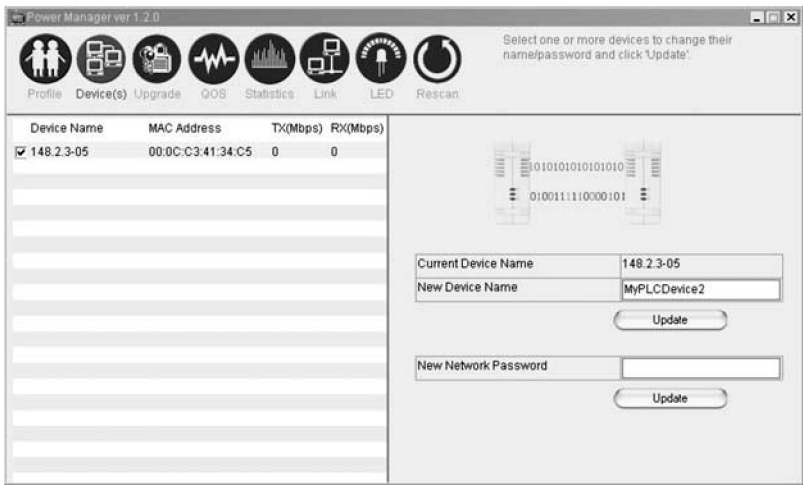 Power Manager ver 1.2.0
Select one or more devices to change their
name/password and click 'Update'.
Profile Device(s) Upgrade QOS Statistics Link LED Rescan
Device Name MAC Address TX(Mbps) RX(Mbps)
148.2.3-05 00:0C:C3:41:34:C5 0 0
1010101010101010
0100111110000101
Current Device Name 148.2.3-05
New Device Name MyPLCDevice2
Update
New Network Password
Update